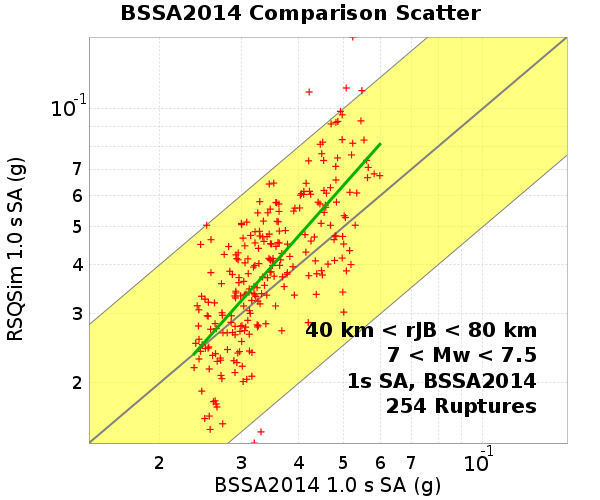 BSSA2014 Comparison Scatter
RSQSim 1.0 s SA (g)
10-1
7
6
5
4
3
2
40 km < rJB < 80 km
7 < Mw < 7.5
1s SA, BSSA2014
254 Ruptures
2 3 4 5 6 7 10-1
BSSA2014 1.0 s SA (g)